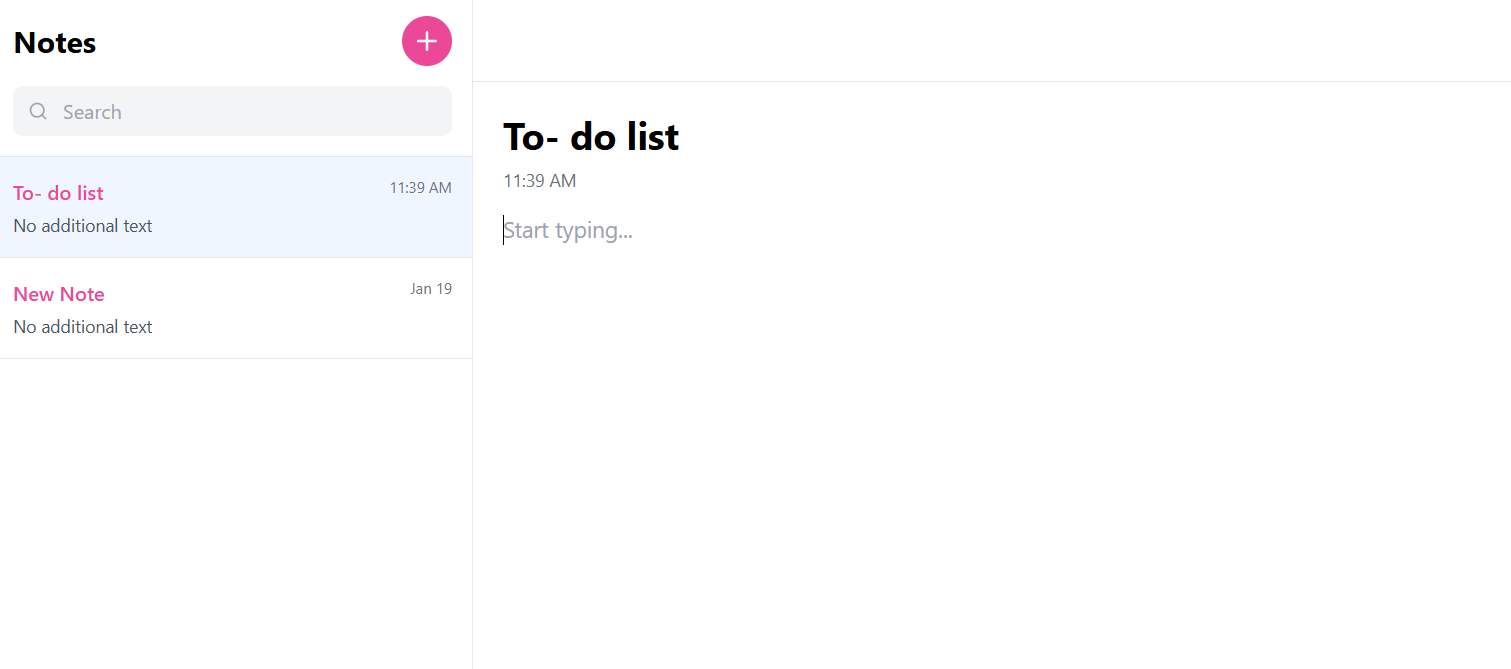 Notes
Search
To- do list
11:39 AM
No additional text
New Note
Jan 19
No additional text
To- do list
11:39 AM
Start typing...